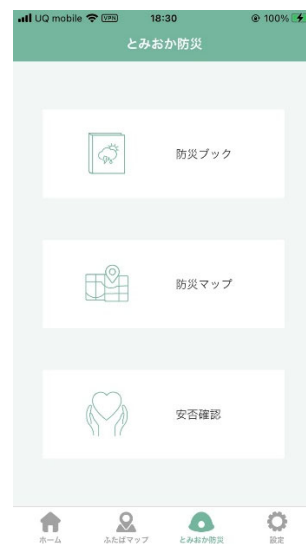 UQ mobile VPN 18:30 100%
とみおか防災
防災ブック
防災マップ
安否確認
ホーム ふたばマップ とみおか防災 設定